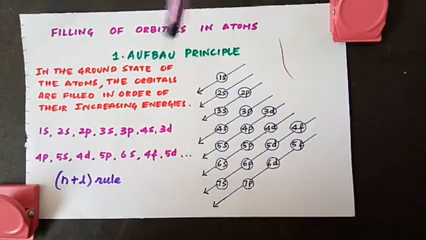 FILLING OF ORBITALS IN ATOMS
1. AUFBAU PRINCIPLE
IN THE GROUND STATE OF
THE ATOMS, THE ORBITALS
ARE FILLED IN ORDER OF
THEIR INCREASING ENERGIES.
1S, 2S, 2p, 3S, 3p, 4S, 3d
4p, 5S, 4d, 5p, 6S, 4f, 5d ...
(n+l) rule
1S
2S 2p
3S 3p 3d
4S 4p 4d 4f
5S 5p 5d 5f
6S 6p 6d
7S 7p